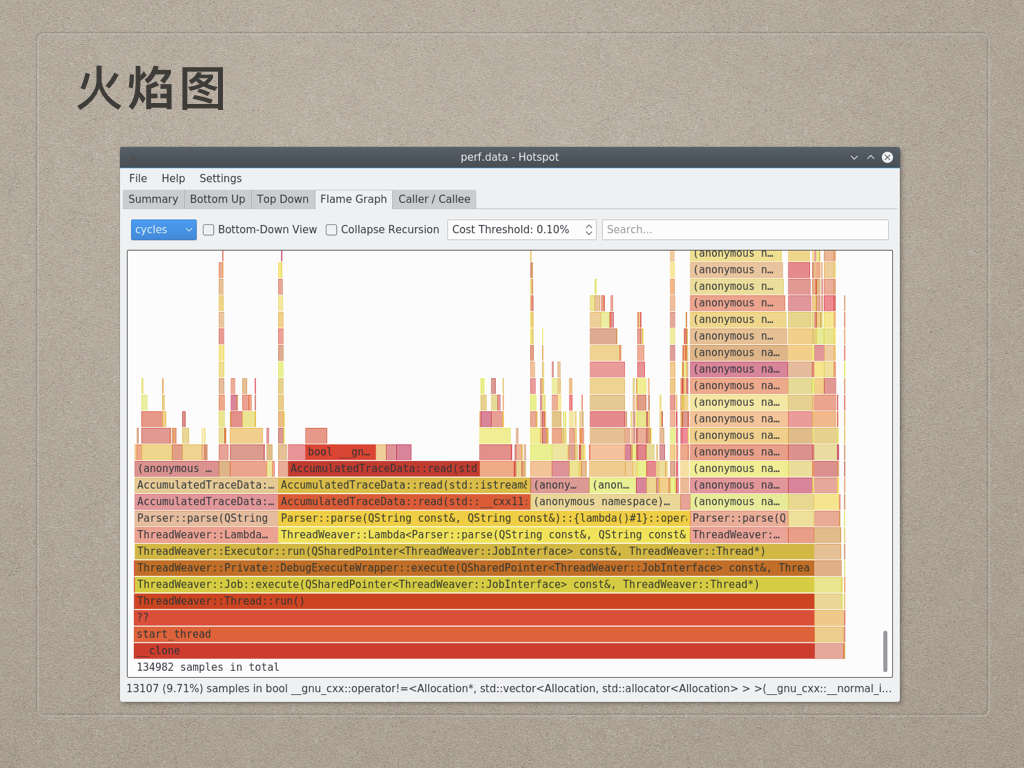 火焰图
perf.data - Hotspot
File Help Settings
Summary Bottom Up Top Down Flame Graph Caller / Callee
cycles Bottom-Down View Collapse Recursion Cost Threshold: 0.10% Search...
(anonymous n…
(anonymous n…
(anonymous n…
(anonymous n…
(anonymous n…
(anonymous n…
(anonymous na…
(anonymous na…
(anonymous na…
(anonymous na…
(anonymous na…
(anonymous na…
bool __gn… (anonymous na…
(anonymous … AccumulatedTraceData::read(std (anonymous na…
AccumulatedTraceData:… AccumulatedTraceData::read(std::istream& (anony… (anon… (anonymous na…
AccumulatedTraceData:… AccumulatedTraceData::read(std::__cxx11: (anonymous namespace)… (anonymous na…
Parser::parse(QString Parser::parse(QString const&, QString const&)::{lambda()#1}::oper Parser::parse(Q
ThreadWeaver::Lambda… ThreadWeaver::Lambda<Parser::parse(QString const&, QString const& ThreadWeaver:…
ThreadWeaver::Executor::run(QSharedPointer<ThreadWeaver::JobInterface> const&, ThreadWeaver::Thread*)
ThreadWeaver::Private::DebugExecuteWrapper::execute(QSharedPointer<ThreadWeaver::JobInterface> const&, Threa
ThreadWeaver::Job::execute(QSharedPointer<ThreadWeaver::JobInterface> const&, ThreadWeaver::Thread*)
ThreadWeaver::Thread::run()
??
start_thread
__clone
134982 samples in total
13107 (9.71%) samples in bool __gnu_cxx::operator!=<Allocation*, std::vector<Allocation, std::allocator<Allocation> > >(__gnu_cxx::__normal_i…